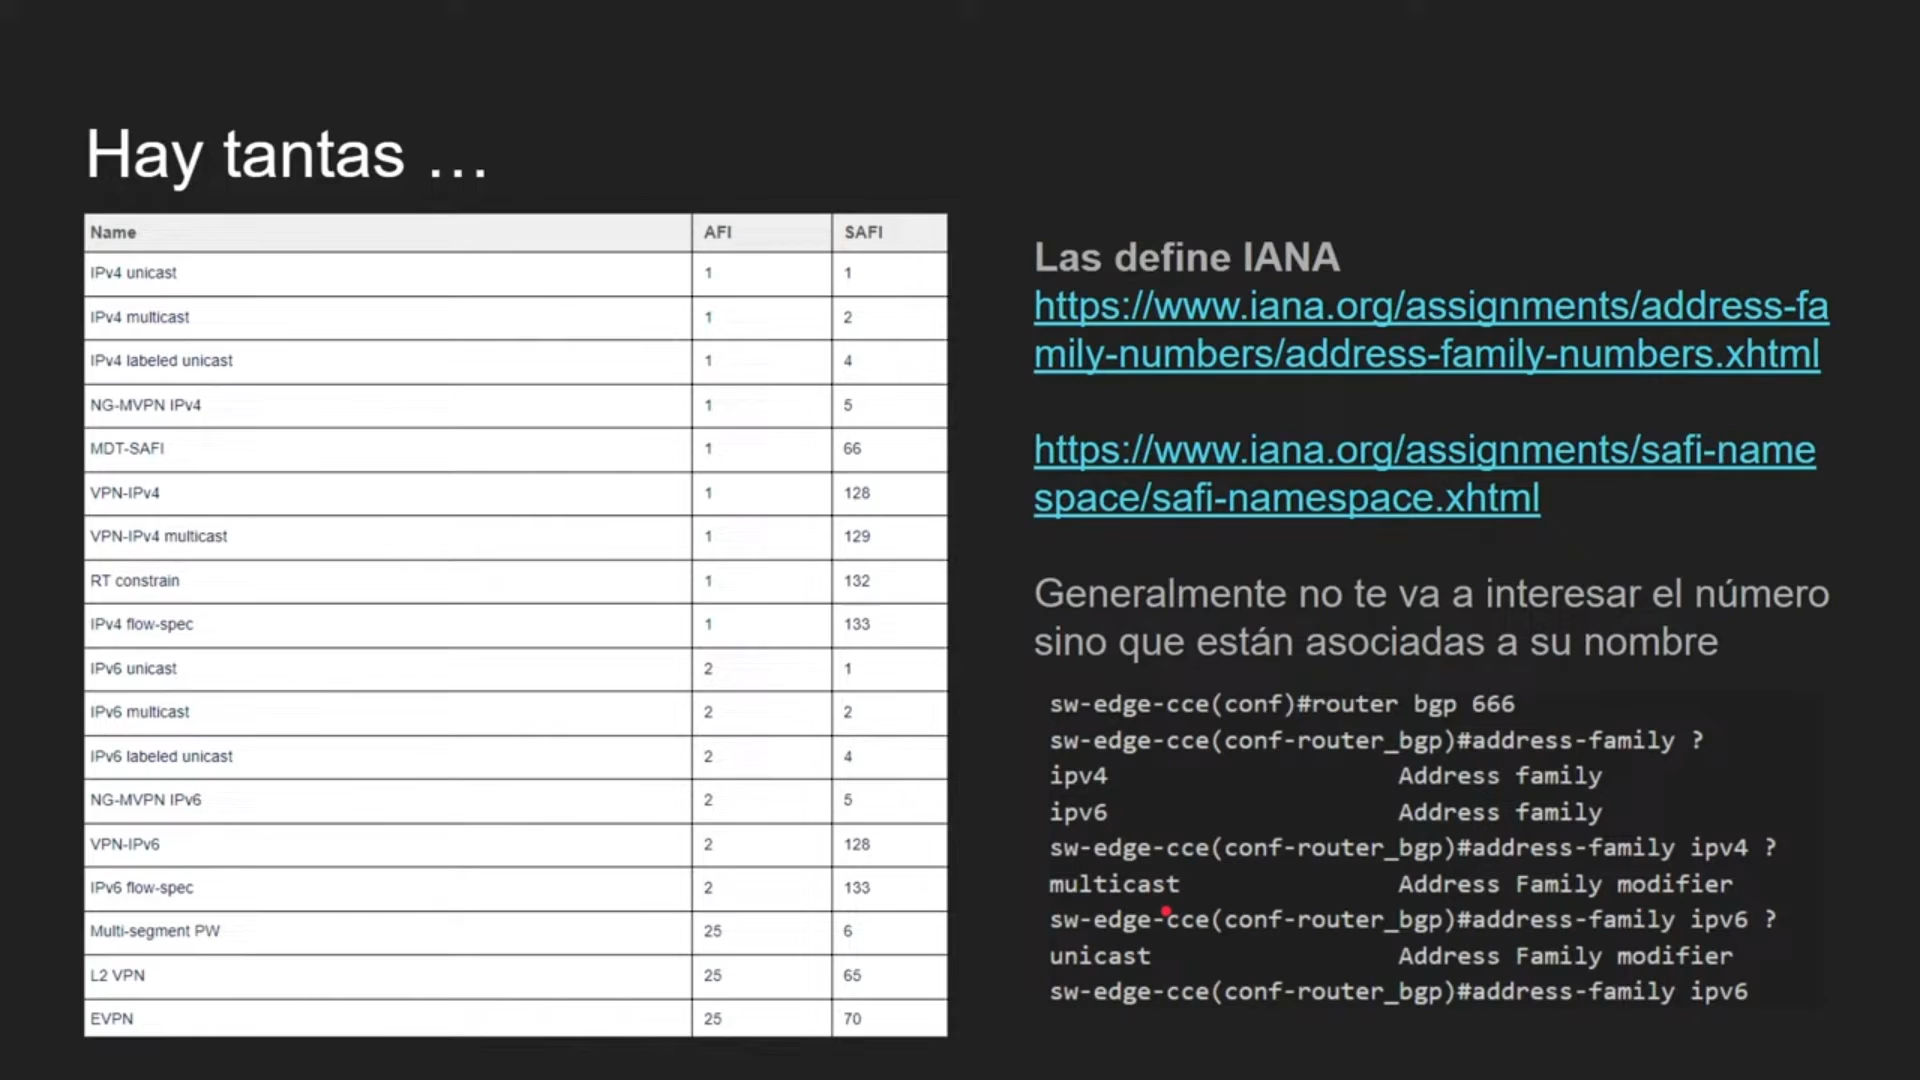 Hay tantas …
Name AFI SAFI
IPv4 unicast 1 1
IPv4 multicast 1 2
IPv4 labeled unicast 1 4
NG-MVPN IPv4 1 5
MDT-SAFI 1 66
VPN-IPv4 1 128
VPN-IPv4 multicast 1 129
RT constrain 1 132
IPv4 flow-spec 1 133
IPv6 unicast 2 1
IPv6 multicast 2 2
IPv6 labeled unicast 2 4
NG-MVPN IPv6 2 5
VPN-IPv6 2 128
IPv6 flow-spec 2 133
Multi-segment PW 25 6
L2 VPN 25 65
EVPN 25 70
Las define IANA
https://www.iana.org/assignments/address-fa
mily-numbers/address-family-numbers.xhtml
https://www.iana.org/assignments/safi-name
space/safi-namespace.xhtml
Generalmente no te va a interesar el número
sino que están asociadas a su nombre
sw-edge-cce(conf)#router bgp 666
sw-edge-cce(conf-router_bgp)#address-family ?
ipv4 Address family
ipv6 Address family
sw-edge-cce(conf-router_bgp)#address-family ipv4 ?
multicast Address Family modifier
sw-edge-cce(conf-router_bgp)#address-family ipv6 ?
unicast Address Family modifier
sw-edge-cce(conf-router_bgp)#address-family ipv6